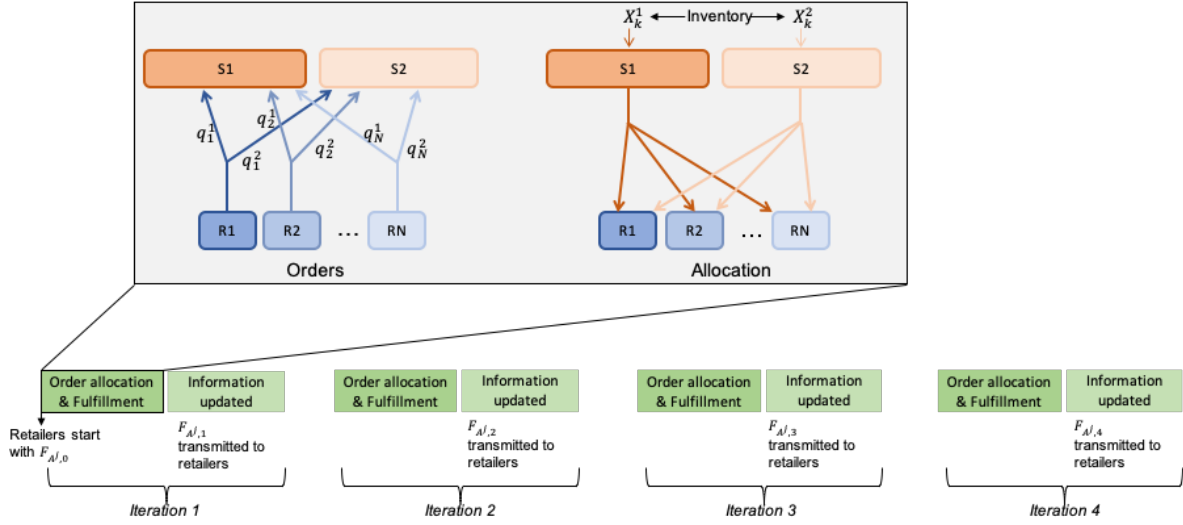 $X_k^1$ Inventory $X_k^2$
S1 S2 S1 S2
$q_1^1$ $q_2^1$ $q_N^1$
$q_1^2$ $q_2^2$ $q_N^2$
R1 R2 ... RN R1 R2 ... RN
Orders Allocation
Order allocation
& Fulfillment
Information
updated
Order allocation
& Fulfillment
Information
updated
Order allocation
& Fulfillment
Information
updated
Order allocation
& Fulfillment
Information
updated
Retailers start
with $F_{A^j,0}$
$F_{A^j,1}$
transmitted to
retailers
$F_{A^j,2}$
transmitted to
retailers
$F_{A^j,3}$
transmitted to
retailers
$F_{A^j,4}$
transmitted to
retailers
Iteration 1 Iteration 2 Iteration 3 Iteration 4